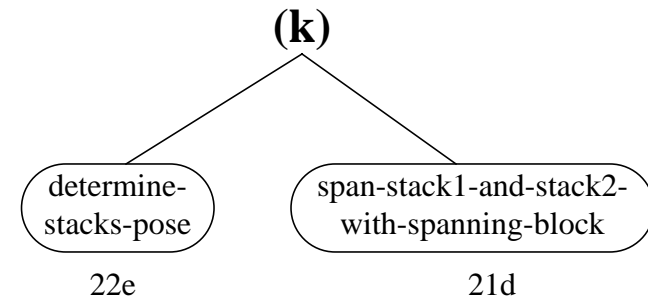 (k)
determine-
stacks-pose
span-stack1-and-stack2-
with-spanning-block
22e
21d